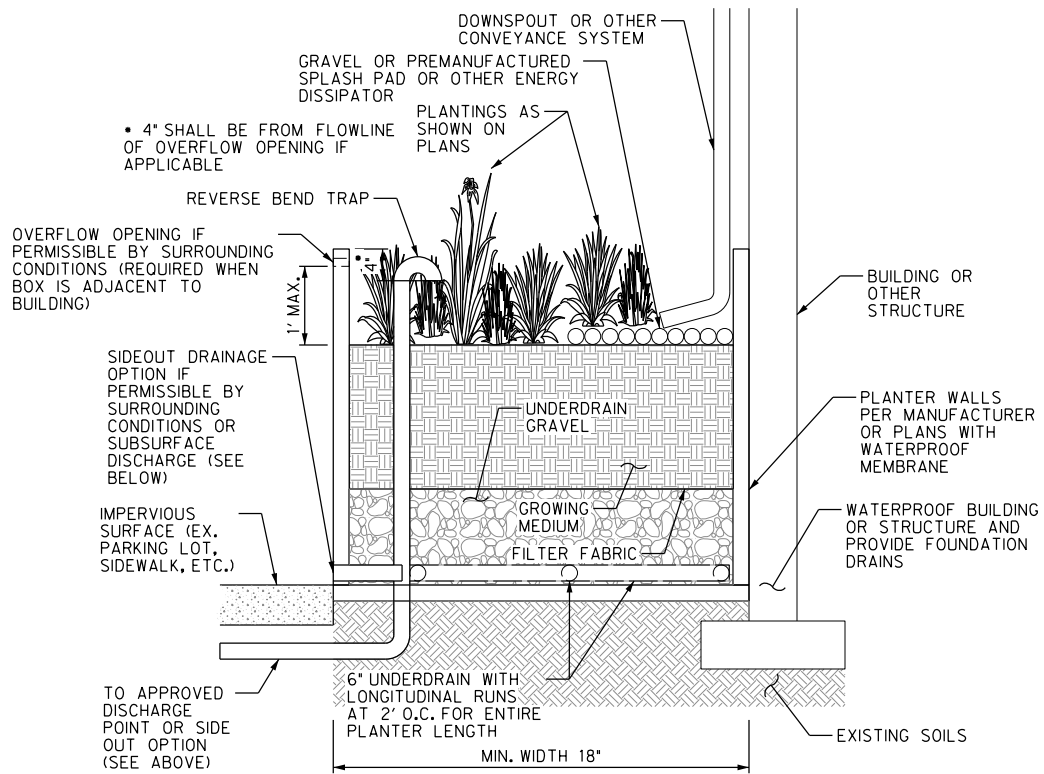 DOWNSPOUT OR OTHER
CONVEYANCE SYSTEM
GRAVEL OR PREMANUFACTURED
SPLASH PAD OR OTHER ENERGY
DISSIPATOR
PLANTINGS AS
SHOWN ON
PLANS
* 4" SHALL BE FROM FLOWLINE
OF OVERFLOW OPENING IF
APPLICABLE
REVERSE BEND TRAP
OVERFLOW OPENING IF
PERMISSIBLE BY SURROUNDING
CONDITIONS (REQUIRED WHEN
BOX IS ADJACENT TO
BUILDING)
* 4"
1' MAX.
BUILDING OR
OTHER
STRUCTURE
SIDEOUT DRAINAGE
OPTION IF
PERMISSIBLE BY
SURROUNDING
CONDITIONS OR
SUBSURFACE
DISCHARGE (SEE
BELOW)
UNDERDRAIN
GRAVEL
PLANTER WALLS
PER MANUFACTURER
OR PLANS WITH
WATERPROOF
MEMBRANE
GROWING
MEDIUM
FILTER FABRIC
IMPERVIOUS
SURFACE (EX.
PARKING LOT,
SIDEWALK, ETC.)
WATERPROOF BUILDING
OR STRUCTURE AND
PROVIDE FOUNDATION
DRAINS
6" UNDERDRAIN WITH
LONGITUDINAL RUNS
AT 2' O.C. FOR ENTIRE
PLANTER LENGTH
TO APPROVED
DISCHARGE
POINT OR SIDE
OUT OPTION
(SEE ABOVE)
EXISTING SOILS
MIN. WIDTH 18"